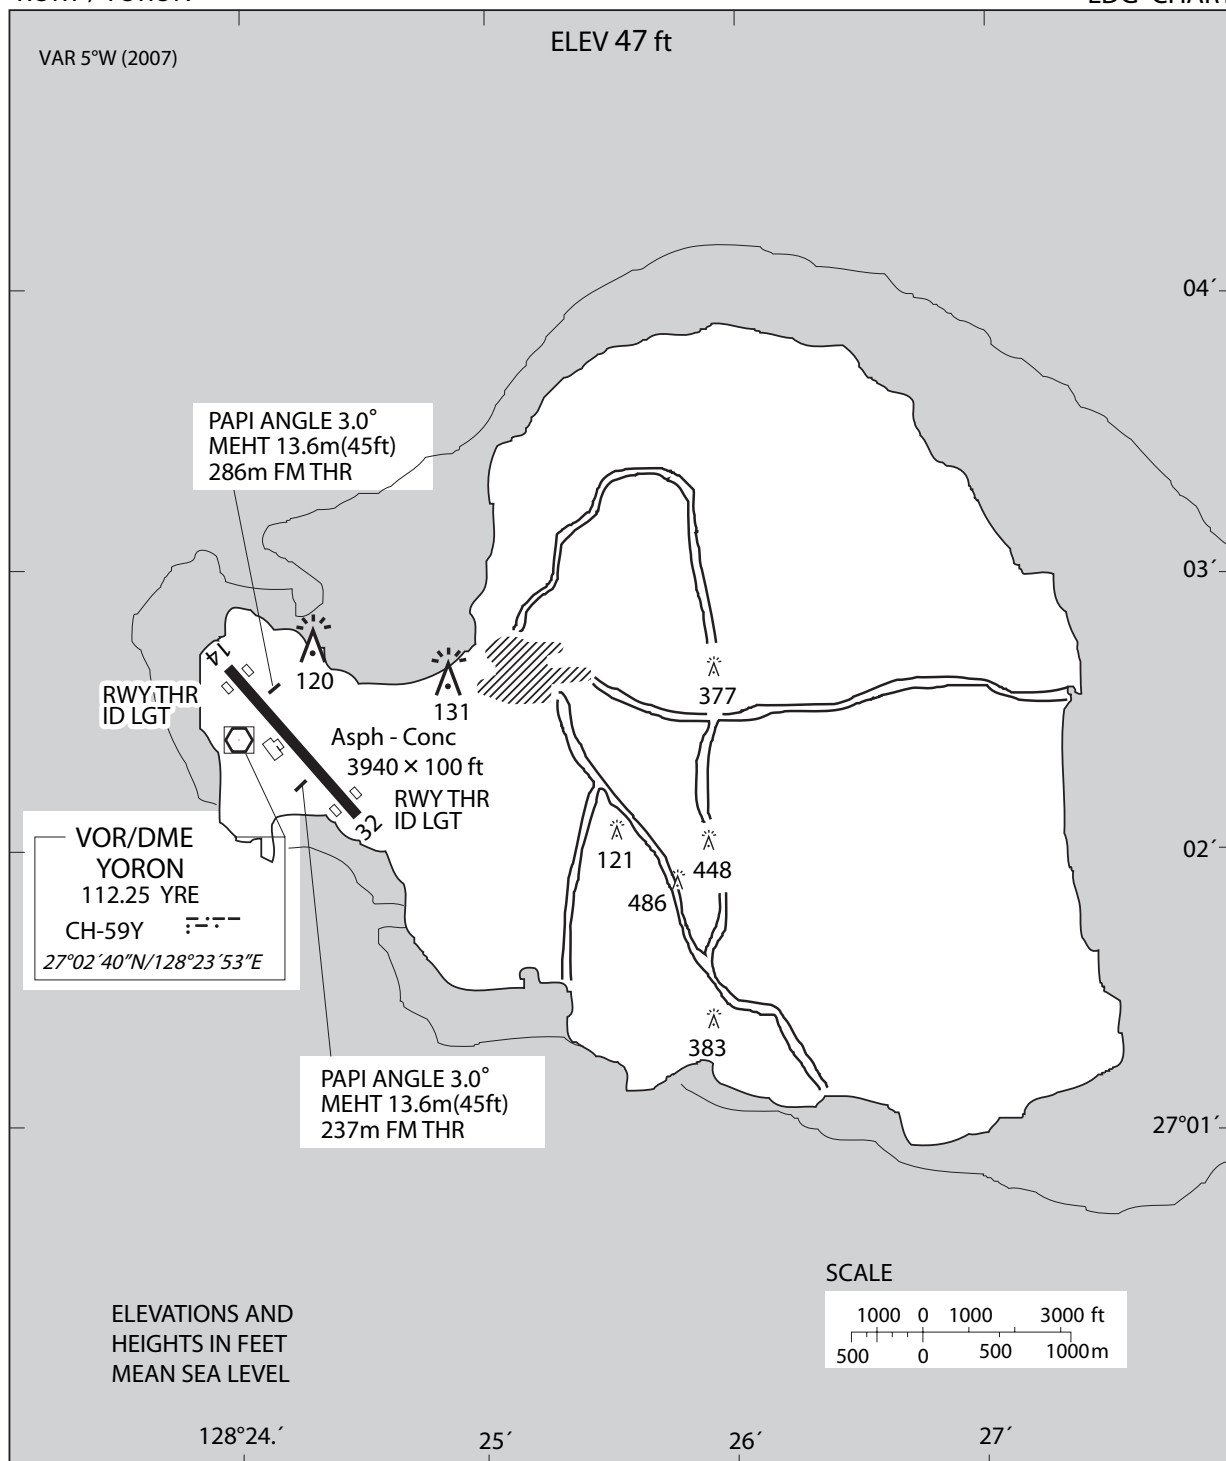 VAR 5°W (2007)
ELEV 47 ft
04´
PAPI ANGLE 3.0°
MEHT 13.6m(45ft)
286m FM THR
03´
14
120
131
377
RWY THR
ID LGT
Asph - Conc
3940 × 100 ft
RWY THR
ID LGT
32
VOR/DME
YORON
112.25 YRE
CH-59Y
27°02´40″N/128°23´53″E
121
448
486
02´
383
PAPI ANGLE 3.0°
MEHT 13.6m(45ft)
237m FM THR
27°01´
SCALE
1000 0 1000 3000 ft
500 0 500 1000m
ELEVATIONS AND
HEIGHTS IN FEET
MEAN SEA LEVEL
128°24.´ 25´ 26´ 27´